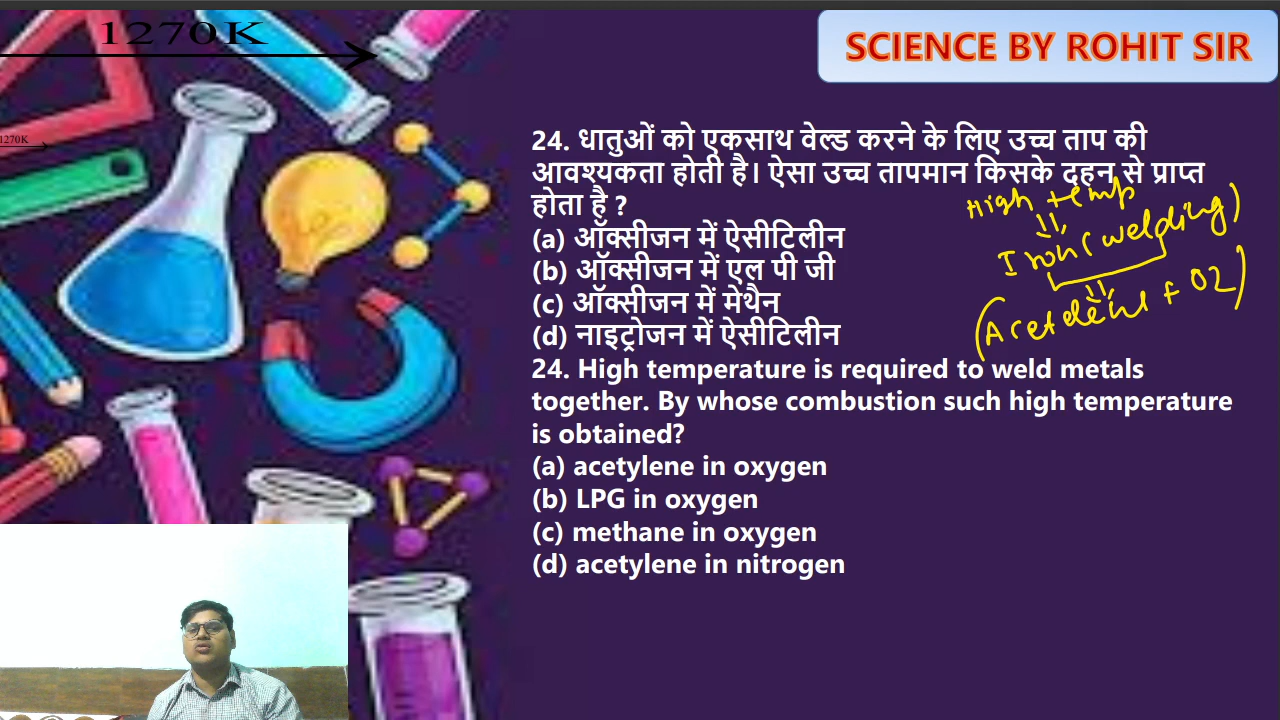 1270K
SCIENCE BY ROHIT SIR
1270K
24. धातुओं को एकसाथ वेल्ड करने के लिए उच्च ताप की
आवश्यकता होती है। ऐसा उच्च तापमान किसके दहन से प्राप्त
होता है ?
(a) ऑक्सीजन में ऐसीटिलीन
(b) ऑक्सीजन में एल पी जी
(c) ऑक्सीजन में मेथैन
(d) नाइट्रोजन में ऐसीटिलीन
High temp
Iron (welding)
+ O2)
24. High temperature is required to weld metals
together. By whose combustion such high temperature
is obtained?
(a) acetylene in oxygen
(b) LPG in oxygen
(c) methane in oxygen
(d) acetylene in nitrogen